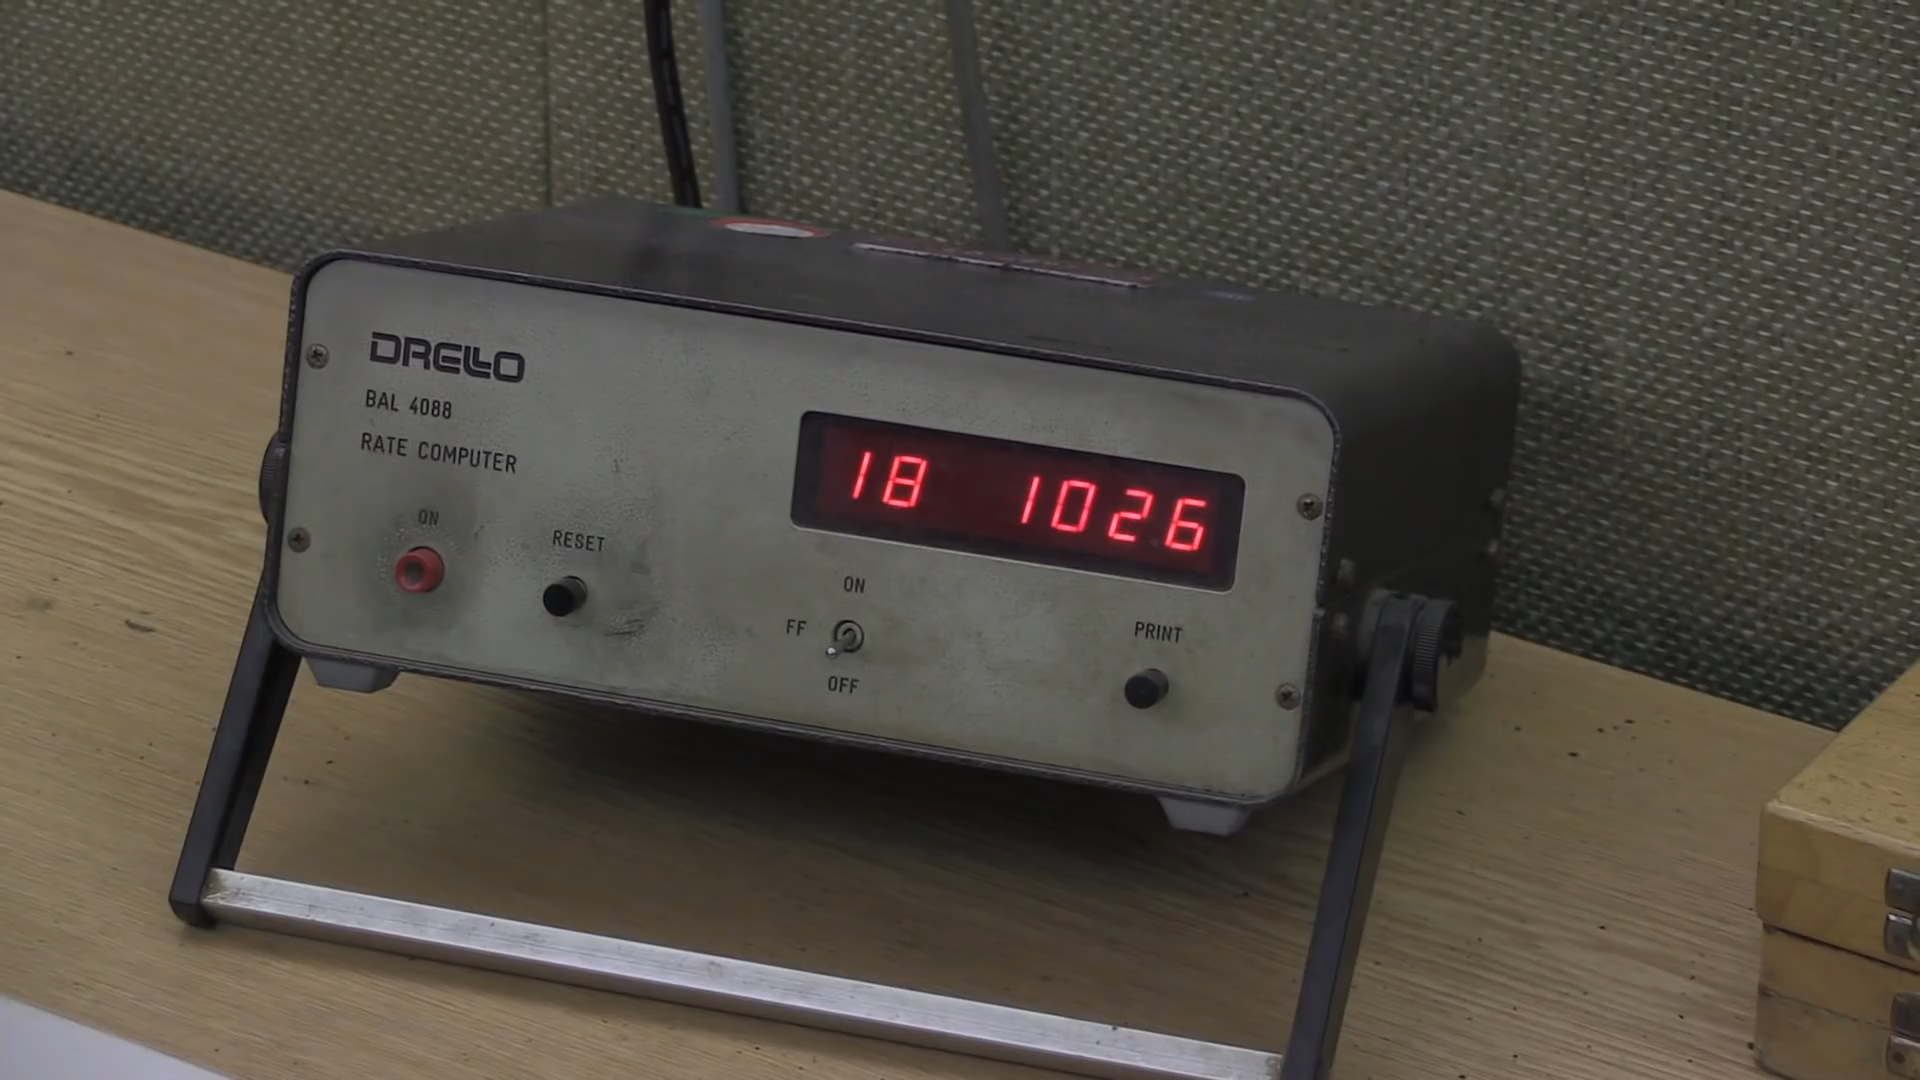 DRELLO
BAL 4088
RATE COMPUTER
18 1026
ON
RESET
ON
FF
OFF
PRINT